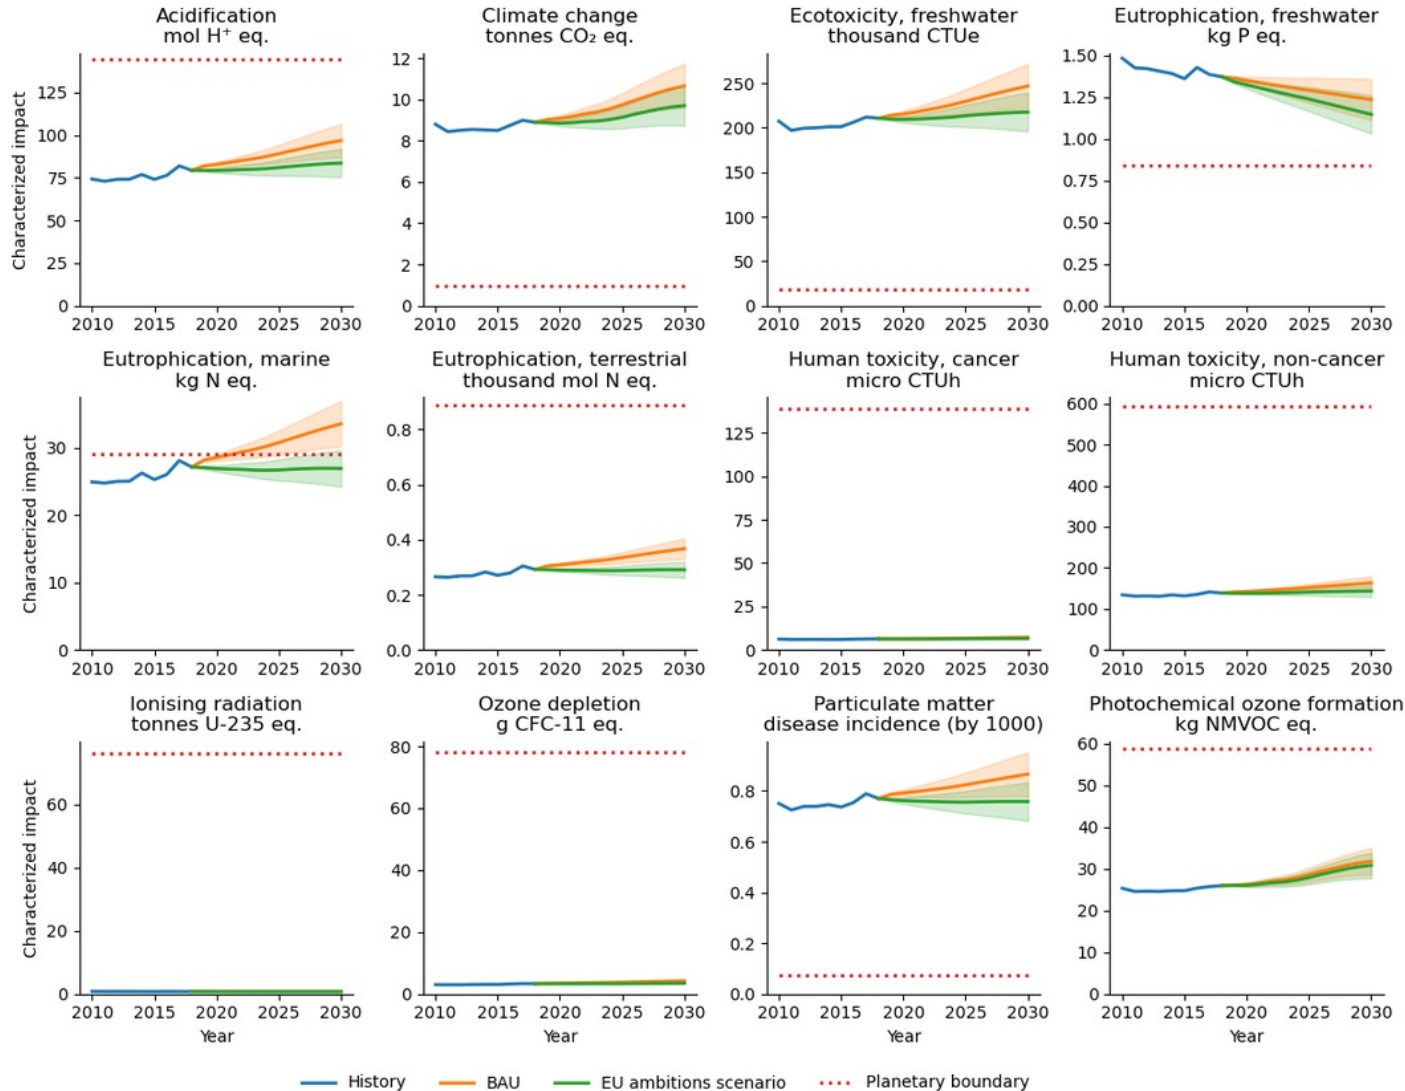 Acidification
mol H⁺ eq.
Climate change
tonnes CO₂ eq.
Ecotoxicity, freshwater
thousand CTUe
Eutrophication, freshwater
kg P eq.
Characterized impact
125
100
75
50
25
0
2010 2015 2020 2025 2030
12
10
8
6
4
2
0
2010 2015 2020 2025 2030
250
200
150
100
50
0
2010 2015 2020 2025 2030
1.50
1.25
1.00
0.75
0.50
0.25
0.00
2010 2015 2020 2025 2030
Eutrophication, marine
kg N eq.
Eutrophication, terrestrial
thousand mol N eq.
Human toxicity, cancer
micro CTUh
Human toxicity, non-cancer
micro CTUh
Characterized impact
30
20
10
0
2010 2015 2020 2025 2030
0.8
0.6
0.4
0.2
0.0
2010 2015 2020 2025 2030
125
100
75
50
25
0
2010 2015 2020 2025 2030
600
500
400
300
200
100
0
2010 2015 2020 2025 2030
Ionising radiation
tonnes U-235 eq.
Ozone depletion
g CFC-11 eq.
Particulate matter
disease incidence (by 1000)
Photochemical ozone formation
kg NMVOC eq.
Characterized impact
60
40
20
0
2010 2015 2020 2025 2030
Year
80
60
40
20
0
2010 2015 2020 2025 2030
Year
0.8
0.6
0.4
0.2
0.0
2010 2015 2020 2025 2030
Year
60
50
40
30
20
10
0
2010 2015 2020 2025 2030
Year
History BAU EU ambitions scenario Planetary boundary